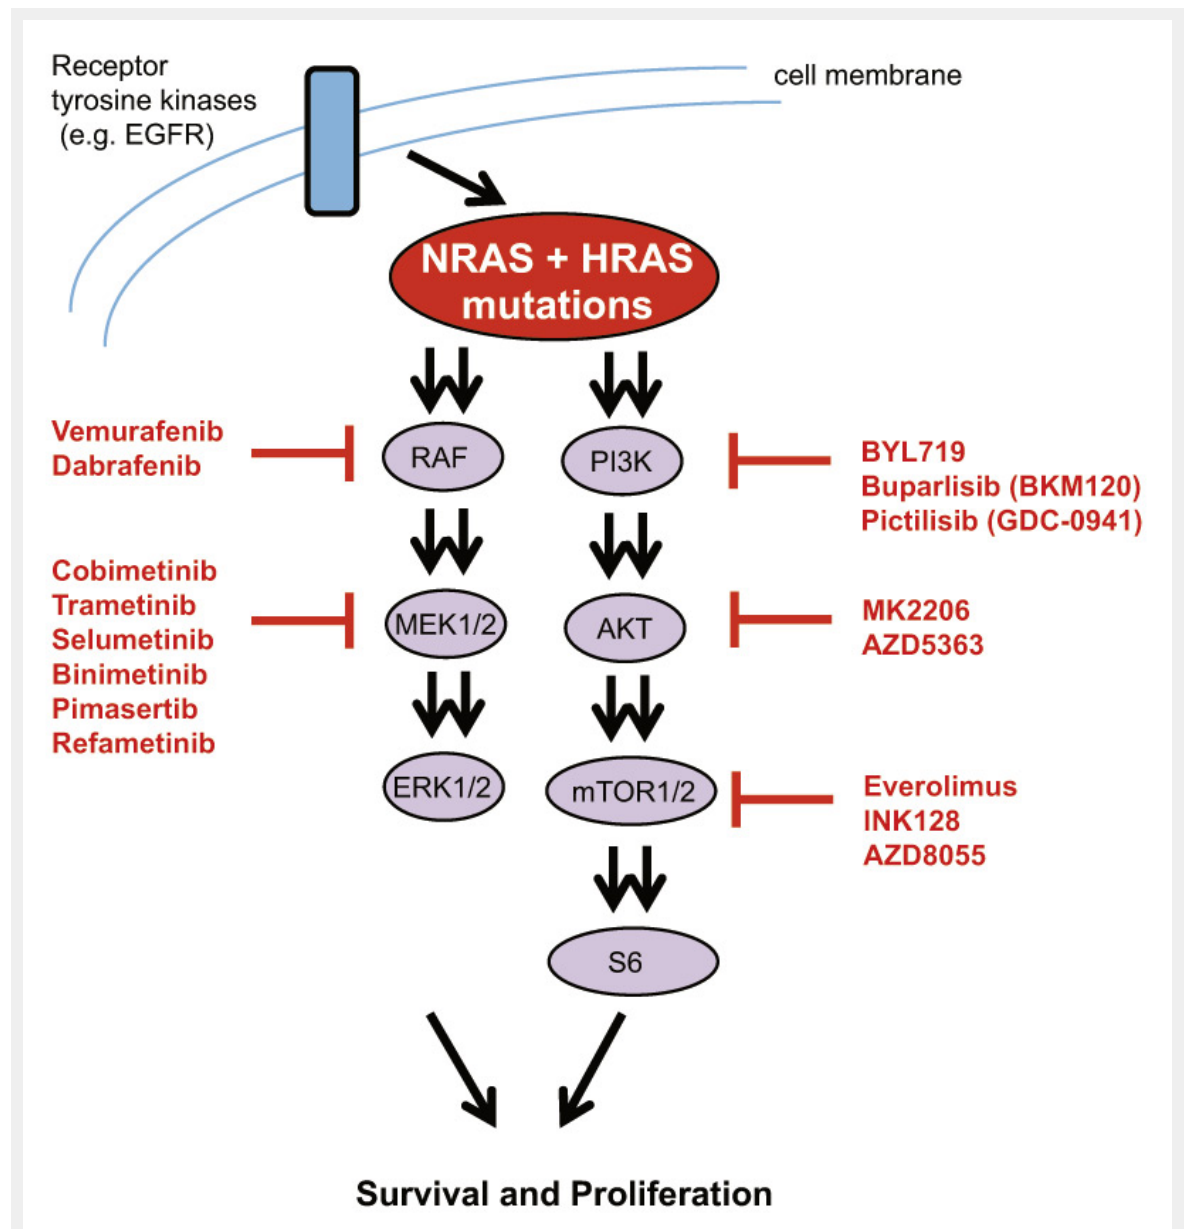 Receptor
tyrosine kinases
(e.g. EGFR)
cell membrane
NRAS + HRAS
mutations
Vemurafenib
Dabrafenib
RAF
PI3K
BYL719
Buparlisib (BKM120)
Pictilisib (GDC-0941)
Cobimetinib
Trametinib
Selumetinib
Binimetinib
Pimasertib
Refametinib
MEK1/2
AKT
MK2206
AZD5363
ERK1/2
mTOR1/2
Everolimus
INK128
AZD8055
S6
Survival and Proliferation